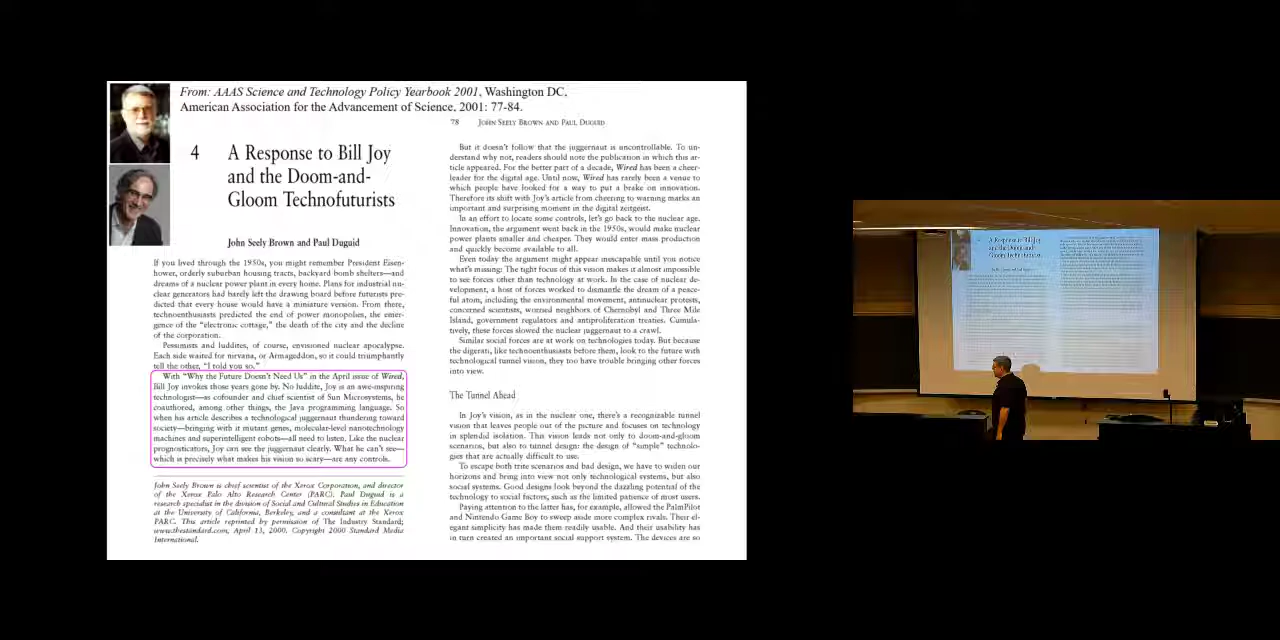 From: AAAS Science and Technology Policy Yearbook 2001, Washington DC,
American Association for the Advancement of Science, 2001: 77-84.
4 A Response to Bill Joy
and the Doom-and-
Gloom Technofuturists
John Seely Brown and Paul Duguid
If you lived through the 1950s, you might remember President Eisen-
hower, orderly suburban housing tracts, backyard bomb shelters—and
dreams of a nuclear power plant in every home. Plans for industrial nu-
clear generators had barely left the drawing board before futurists pre-
dicted that every house would have a miniature version. From there,
technoenthusiasts predicted the end of power monopolies, the emer-
gence of the “electronic cottage,” the death of the city and the decline
of the corporation.
Pessimists and luddites, of course, envisioned nuclear apocalypse.
Each side waited for nirvana, or Armageddon, so it could triumphantly
tell the other, “I told you so.”
With “Why the Future Doesn’t Need Us” in the April issue of Wired,
Bill Joy invokes those years gone by. No luddite, Joy is an awe-inspiring
technologist—as cofounder and chief scientist of Sun Microsystems, he
coauthored, among other things, the Java programming language. So
when his article describes a technological juggernaut thundering toward
society—bringing with it mutant genes, molecular-level nanotechnology
machines and superintelligent robots—all need to listen. Like the nuclear
prognosticators, Joy can see the juggernaut clearly. What he can’t see—
which is precisely what makes his vision so scary—are any controls.
John Seely Brown is chief scientist of the Xerox Corporation, and director
of the Xerox Palo Alto Research Center (PARC). Paul Duguid is a
research specialist in the division of Social and Cultural Studies in Education
at the University of California, Berkeley, and a consultant at the Xerox
PARC. This article reprinted by permission of The Industry Standard;
www.thestandard.com, April 13, 2000. Copyright 2000 Standard Media
International.
78 JOHN SEELY BROWN AND PAUL DUGUID
But it doesn’t follow that the juggernaut is uncontrollable. To un-
derstand why not, readers should note the publication in which this ar-
ticle appeared. For the better part of a decade, Wired has been a cheer-
leader for the digital age. Until now, Wired has rarely been a venue to
which people have looked for a way to put a brake on innovation.
Therefore its shift with Joy’s article from cheering to warning marks an
important and surprising moment in the digital zeitgeist.
In an effort to locate some controls, let’s go back to the nuclear age.
Innovation, the argument went back in the 1950s, would make nuclear
power plants smaller and cheaper. They would enter mass production
and quickly become available to all.
Even today the argument might appear inescapable until you notice
what’s missing: The tight focus of this vision makes it almost impossible
to see forces other than technology at work. In the case of nuclear de-
velopment, a host of forces worked to dismantle the dream of a peace-
ful atom, including the environmental movement, antinuclear protests,
concerned scientists, worried neighbors of Chernobyl and Three Mile
Island, government regulators and antiproliferation treaties. Cumula-
tively, these forces slowed the nuclear juggernaut to a crawl.
Similar social forces are at work on technologies today. But because
the digerati, like technoenthusiasts before them, look to the future with
technological tunnel vision, they too have trouble bringing other forces
into view.
The Tunnel Ahead
In Joy’s vision, as in the nuclear one, there’s a recognizable tunnel
vision that leaves people out of the picture and focuses on technology
in splendid isolation. This vision leads not only to doom-and-gloom
scenarios, but also to tunnel design: the design of “simple” technolo-
gies that are actually difficult to use.
To escape both trite scenarios and bad design, we have to widen our
horizons and bring into view not only technological systems, but also
social systems. Good designs look beyond the dazzling potential of the
technology to social factors, such as the limited patience of most users.
Paying attention to the latter has, for example, allowed the PalmPilot
and Nintendo Game Boy to sweep aside more complex rivals. Their el-
egant simplicity has made them readily usable. And their usability has
in turn created an important social support system. The devices are so
A Response to Bill Joy
and the Doom-and-
Gloom Technofuturists